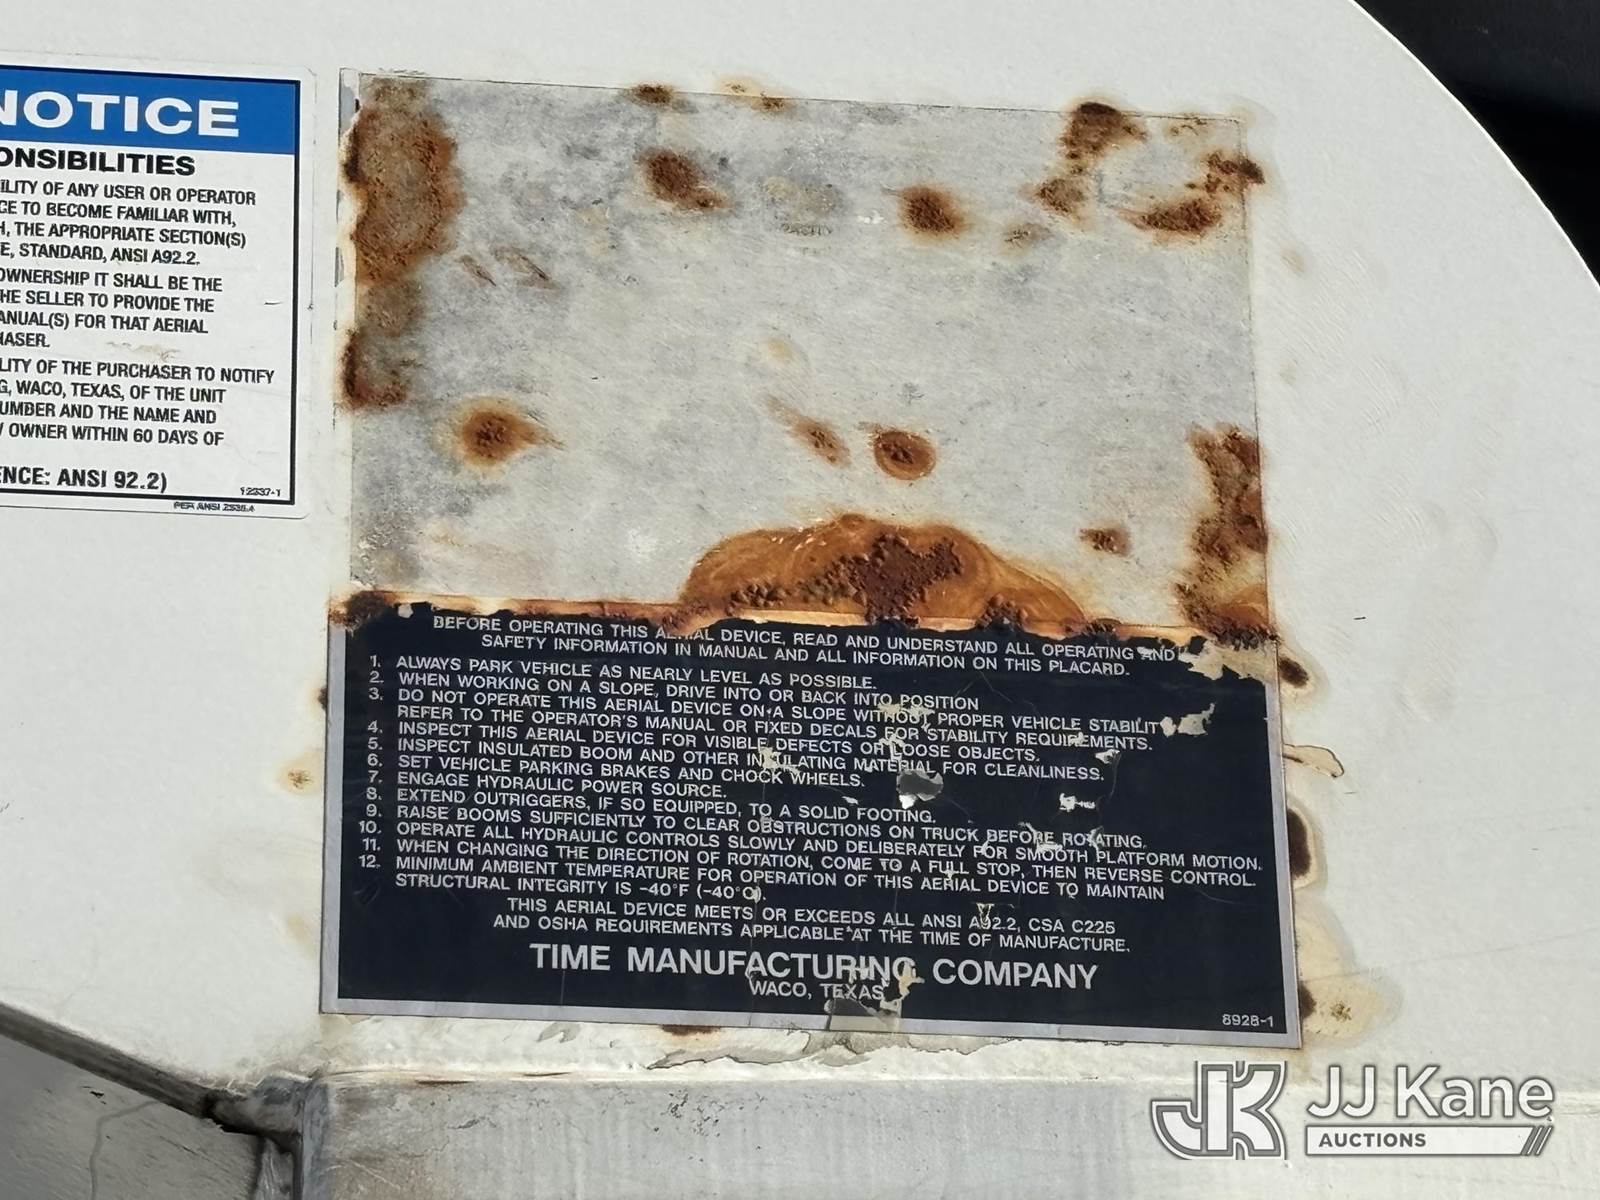 NOTICE
ONSIBILITIES
ILITY OF ANY USER OR OPERATOR
CE TO BECOME FAMILIAR WITH,
H, THE APPROPRIATE SECTION(S)
E, STANDARD, ANSI A92.2.
OWNERSHIP IT SHALL BE THE
HE SELLER TO PROVIDE THE
ANUAL(S) FOR THAT AERIAL
HASER.
LITY OF THE PURCHASER TO NOTIFY
G, WACO, TEXAS, OF THE UNIT
UMBER AND THE NAME AND
OWNER WITHIN 60 DAYS OF
ENCE: ANSI 92.2)
12337-1
PER ANSI Z535.4
BEFORE OPERATING THIS AERIAL DEVICE, READ AND UNDERSTAND ALL OPERATING AND
SAFETY INFORMATION IN MANUAL AND ALL INFORMATION ON THIS PLACARD.
1. ALWAYS PARK VEHICLE AS NEARLY LEVEL AS POSSIBLE.
2. WHEN WORKING ON A SLOPE, DRIVE INTO OR BACK INTO POSITION
3. DO NOT OPERATE THIS AERIAL DEVICE ON A SLOPE WITHOUT PROPER VEHICLE STABILITY
REFER TO THE OPERATOR'S MANUAL OR FIXED DECALS FOR STABILITY REQUIREMENTS.
4. INSPECT THIS AERIAL DEVICE FOR VISIBLE DEFECTS OR LOOSE OBJECTS.
5. INSPECT INSULATED BOOM AND OTHER INSULATING MATERIAL FOR CLEANLINESS.
6. SET VEHICLE PARKING BRAKES AND CHOCK WHEELS.
7. ENGAGE HYDRAULIC POWER SOURCE.
8. EXTEND OUTRIGGERS, IF SO EQUIPPED, TO A SOLID FOOTING.
9. RAISE BOOMS SUFFICIENTLY TO CLEAR OBSTRUCTIONS ON TRUCK BEFORE ROTATING.
10. OPERATE ALL HYDRAULIC CONTROLS SLOWLY AND DELIBERATELY FOR SMOOTH PLATFORM MOTION.
11. WHEN CHANGING THE DIRECTION OF ROTATION, COME TO A FULL STOP, THEN REVERSE CONTROL.
12. MINIMUM AMBIENT TEMPERATURE FOR OPERATION OF THIS AERIAL DEVICE TO MAINTAIN
STRUCTURAL INTEGRITY IS -40°F (-40°C).
THIS AERIAL DEVICE MEETS OR EXCEEDS ALL ANSI A92.2, CSA C225
AND OSHA REQUIREMENTS APPLICABLE AT THE TIME OF MANUFACTURE.
TIME MANUFACTURING COMPANY
WACO, TEXAS
8928-1
JK JJ Kane
AUCTIONS